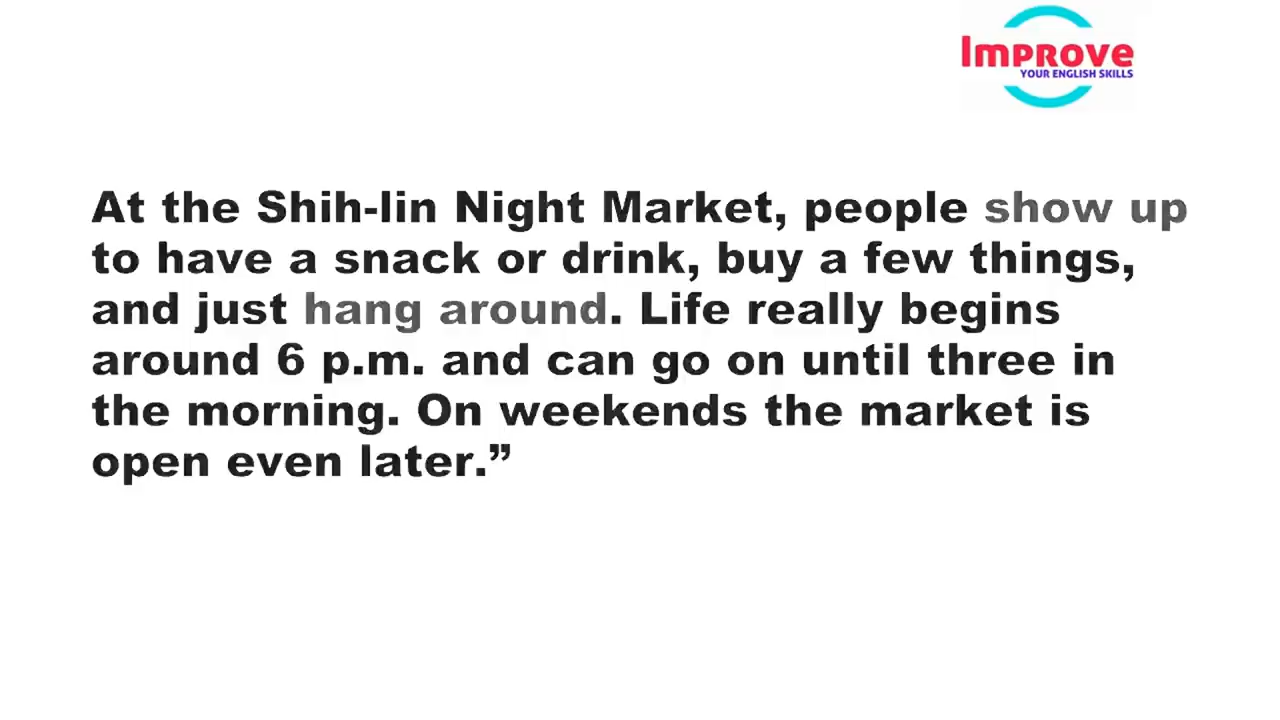 Improve
YOUR ENGLISH SKILLS
At the Shih-lin Night Market, people show up
to have a snack or drink, buy a few things,
and just hang around. Life really begins
around 6 p.m. and can go on until three in
the morning. On weekends the market is
open even later.”